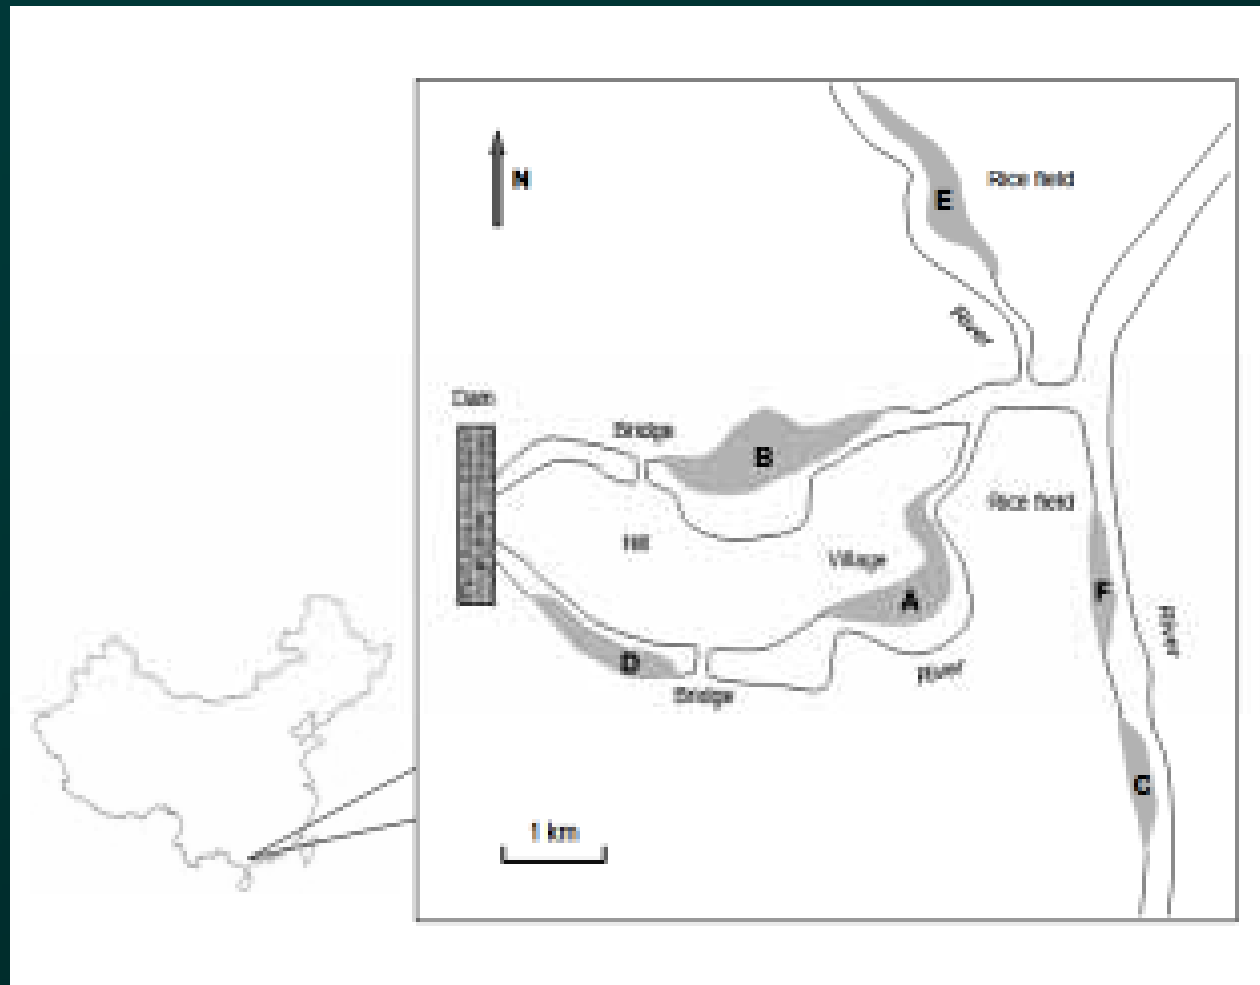 N
Rice field
E
River
Dam
Bridge
B
Rice field
Hill
Village
A
F
River
D
River
Bridge
C
1 km